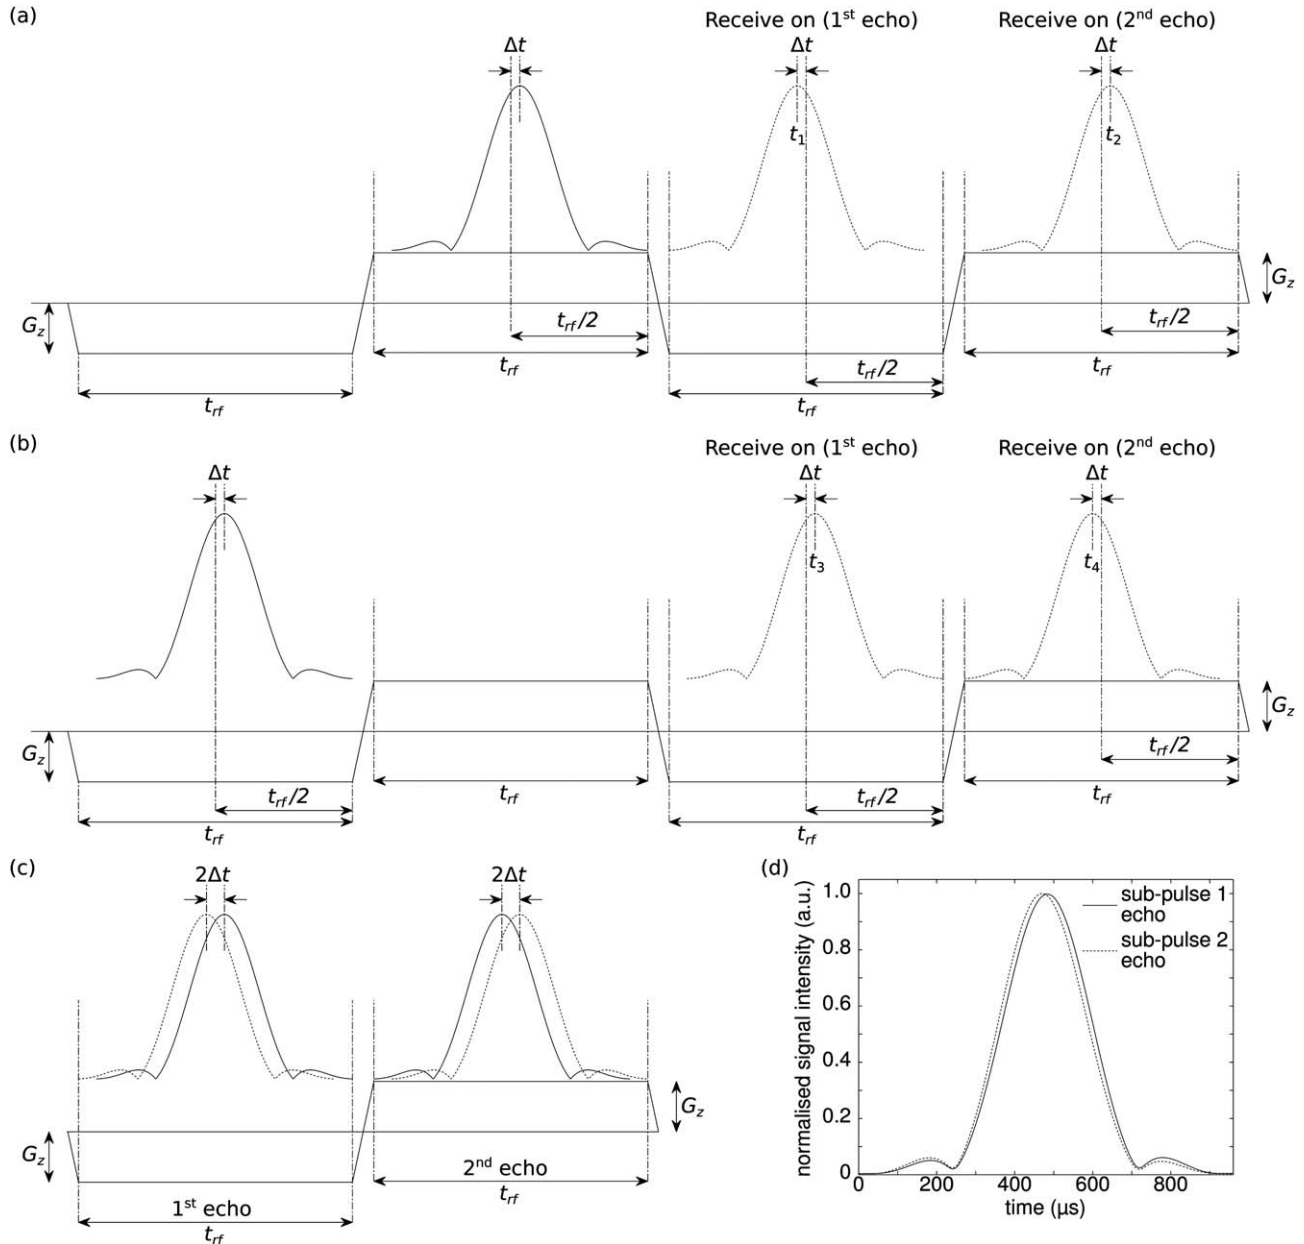 (a)
Receive on (1st echo) Receive on (2nd echo)
Δt Δt Δt
t1 t2
Gz Gz
trf/2 trf/2
trf trf/2 trf
trf trf
(b)
Receive on (1st echo) Receive on (2nd echo)
Δt Δt Δt
t3 t4
Gz Gz
trf/2 trf/2 trf/2
trf trf trf trf
(c)
2Δt 2Δt
Gz Gz
1st echo 2nd echo
trf trf
(d)
normalised signal intensity (a.u.)
1.0
0.8
0.6
0.4
0.2
0
sub-pulse 1
echo
sub-pulse 2
echo
0 200 400 600 800
time (μs)